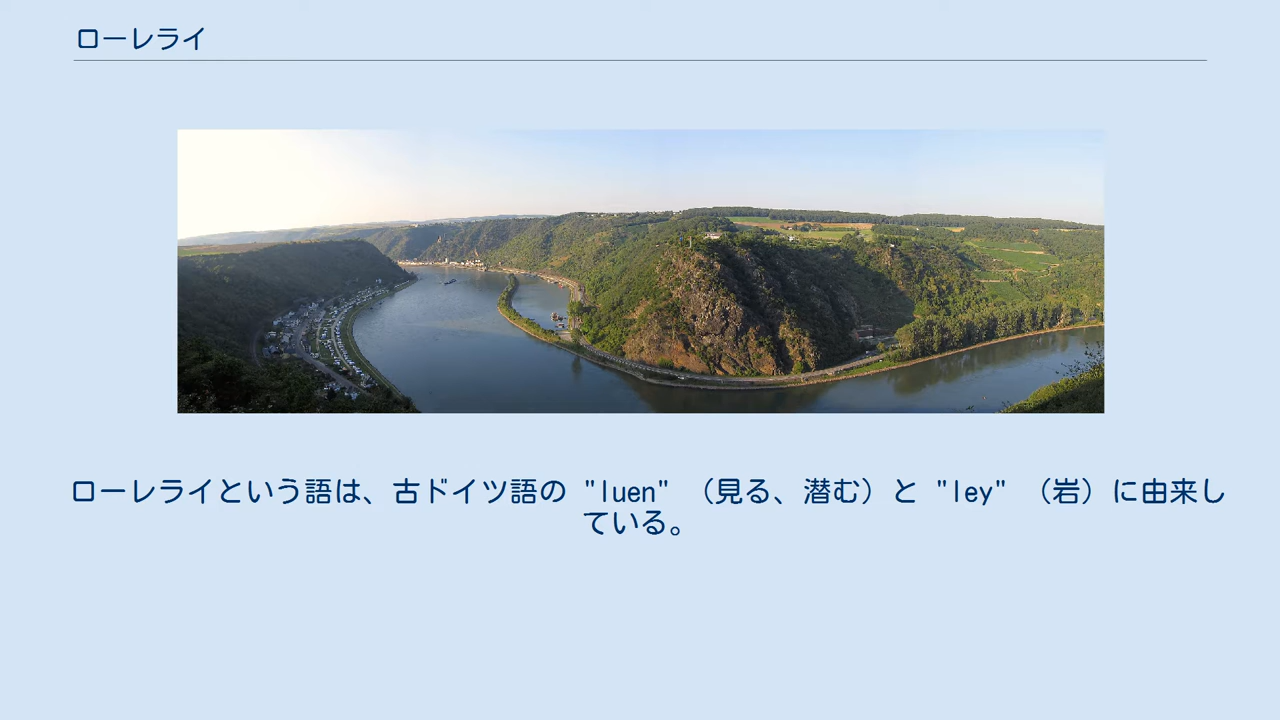 ローレライ
ローレライという語は、古ドイツ語の "luen" （見る、潜む）と "ley" （岩）に由来し
ている。